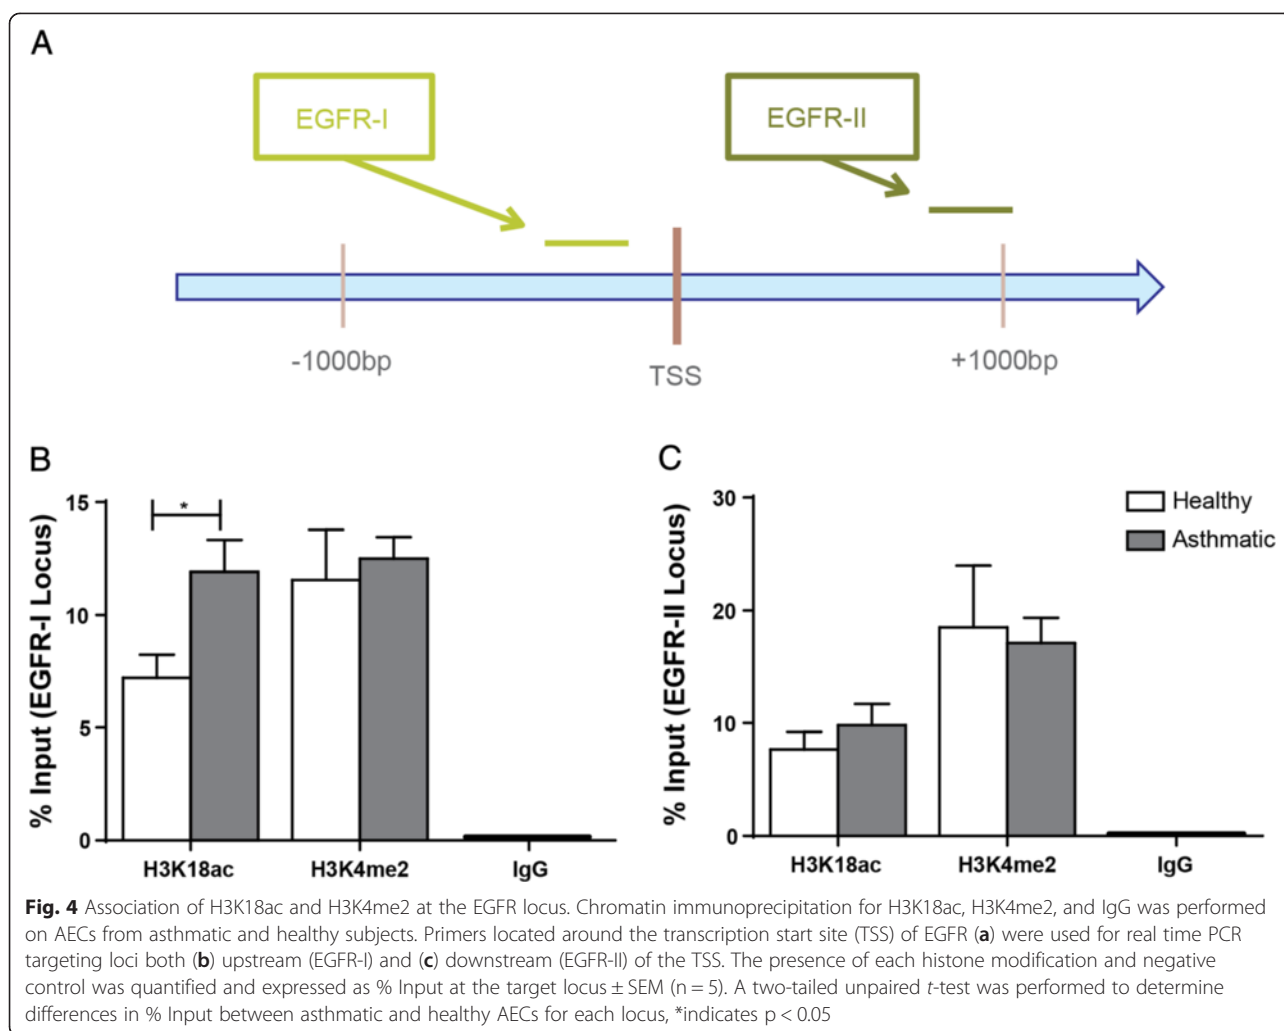 A
EGFR-I
EGFR-II
-1000bp
TSS
+1000bp
B
% Input (EGFR-I Locus)
15
10
5
0
*
H3K18ac
H3K4me2
IgG
C
% Input (EGFR-II Locus)
30
20
10
0
Healthy
Asthmatic
H3K18ac
H3K4me2
IgG
Fig. 4 Association of H3K18ac and H3K4me2 at the EGFR locus. Chromatin immunoprecipitation for H3K18ac, H3K4me2, and IgG was performed
on AECs from asthmatic and healthy subjects. Primers located around the transcription start site (TSS) of EGFR (a) were used for real time PCR
targeting loci both (b) upstream (EGFR-I) and (c) downstream (EGFR-II) of the TSS. The presence of each histone modification and negative
control was quantified and expressed as % Input at the target locus ± SEM (n = 5). A two-tailed unpaired t-test was performed to determine
differences in % Input between asthmatic and healthy AECs for each locus, *indicates p < 0.05